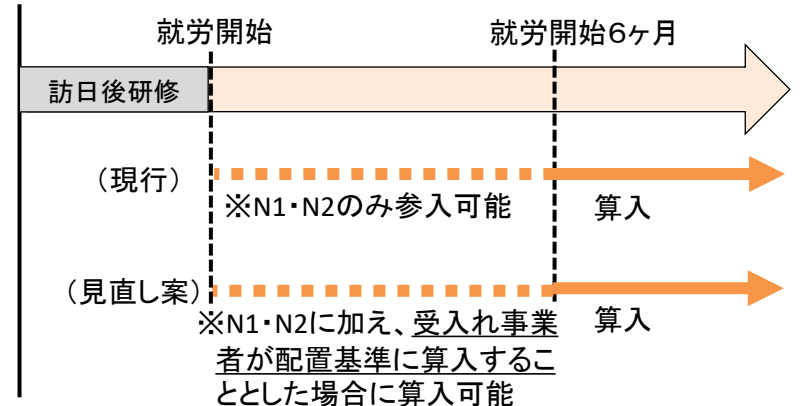 就労開始
就労開始6ヶ月
訪日後研修
（現行）
※N1・N2のみ参入可能
算入
（見直し案）
※N1・N2に加え、受入れ事業
者が配置基準に算入するこ
ととした場合に算入可能
算入